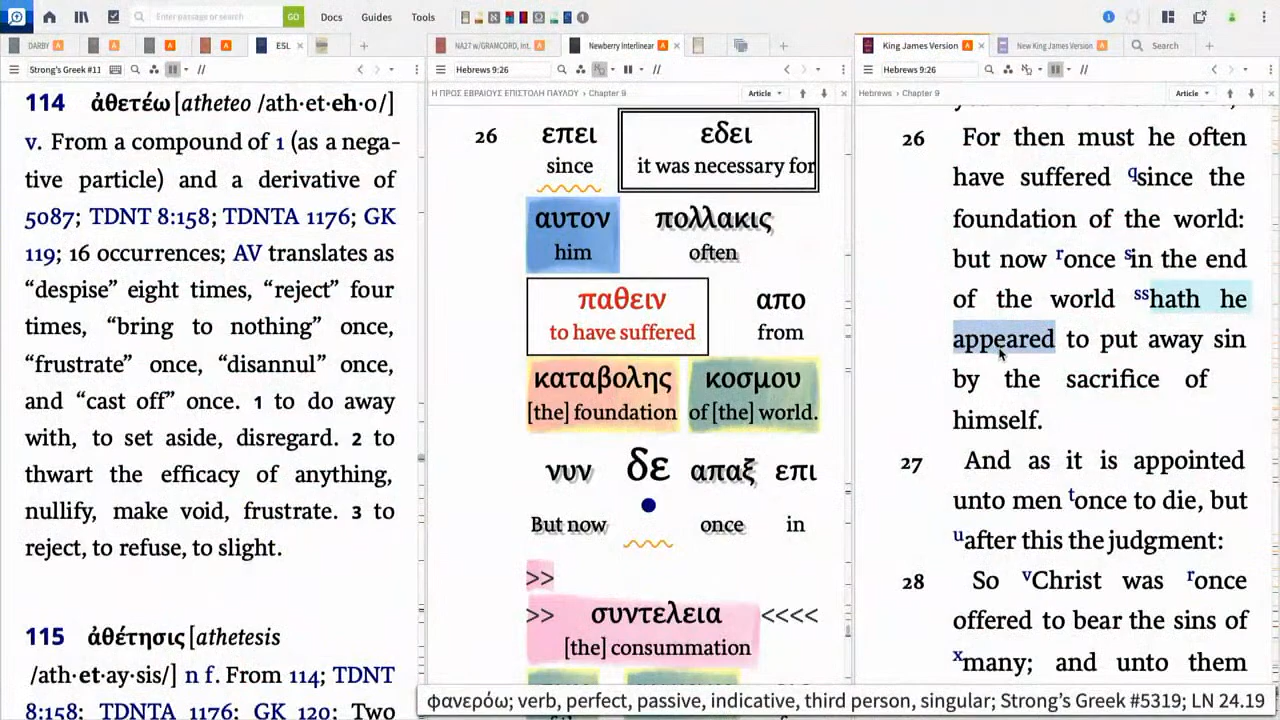 Enter passage or search GO Docs Guides Tools 1 1
DARBY A A A A ESL NA27 w/GRAMCORD, Int. A Newberry Interlinear A King James Version A New King James Version A Search
Strong's Greek #11 Hebrews 9:26 Hebrews 9:26
114 ἀθετέω [atheteo /ath·et·eh·o/]
v. From a compound of 1 (as a nega-
tive particle) and a derivative of
5087; TDNT 8:158; TDNTA 1176; GK
119; 16 occurrences; AV translates as
“despise” eight times, “reject” four
times, “bring to nothing” once,
“frustrate” once, “disannul” once,
and “cast off” once. 1 to do away
with, to set aside, disregard. 2 to
thwart the efficacy of anything,
nullify, make void, frustrate. 3 to
reject, to refuse, to slight.
115 ἀθέτησις [athetesis
/ath·et·ay·sis/] n f. From 114; TDNT
8:158; TDNTA 1176; GK 120; Two
Η ΠΡΟΣ ΕΒΡΑΙΟΥΣ ΕΠΙΣΤΟΛΗ ΠΑΥΛΟΥ › Chapter 9 Article
26 επει εδει
since it was necessary for
αυτον πολλακις
him often
παθειν απο
to have suffered from
καταβολης κοσμου
[the] foundation of [the] world.
νυν δε απαξ επι
But now once in
>>
>> συντελεια <<<<
[the] consummation
Hebrews › Chapter 9 Article
26 For then must he often
have suffered qsince the
foundation of the world:
but now ronce sin the end
of the world sshath he
appeared to put away sin
by the sacrifice of
himself.
27 And as it is appointed
unto men tonce to die, but
uafter this the judgment:
28 So vChrist was ronce
offered to bear the sins of
xmany; and unto them
φανερόω; verb, perfect, passive, indicative, third person, singular; Strong's Greek #5319; LN 24.19